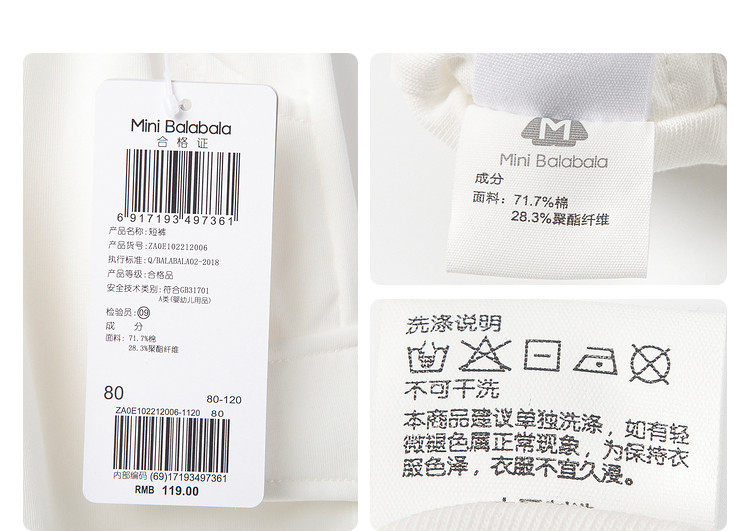 Mini Balabala
合格证
6 917193 497361
产品名称: 短裤
产品货号: ZA0E102212006
执行标准: Q/BALABALA02-2018
产品等级: 合格品
安全技术类别: 符合GB31701
A类(婴幼儿用品)
检验员: 09
成 分
面料: 71.7%棉
28.3%聚酯纤维
80 80-120
ZA0E102212006-1120 80
内部编码 (69)17193497361
RMB 119.00
M
Mini Balabala
成分
面料: 71.7%棉
28.3%聚酯纤维
洗涤说明
不可干洗
本商品建议单独洗涤，如有轻
微褪色属正常现象，为保持衣
服色泽，衣服不宜久浸。